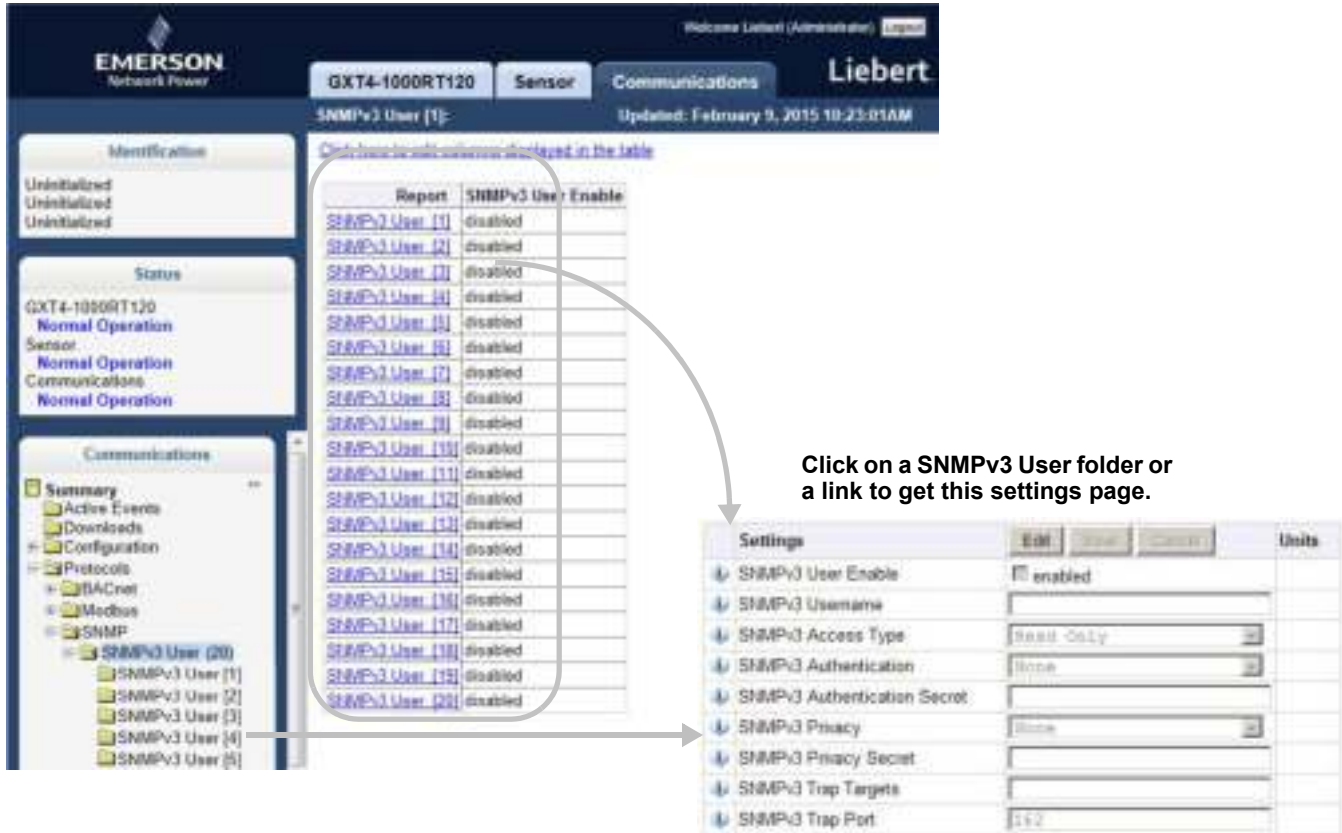 EMERSON
Network Power
Welcome Liebert (Administrator) Logout
Liebert
GXT4-1000RT120
Sensor
Communications
SNMPv3 User [1]:
Updated: February 9, 2015 10:23:01AM
Identification
Uninitialized
Uninitialized
Uninitialized
Status
GXT4-1000RT120
Normal Operation
Sensor
Normal Operation
Communications
Normal Operation
Communications
Summary
Active Events
Downloads
Configuration
Protocols
BACnet
Modbus
SNMP
SNMPv3 User (20)
SNMPv3 User [1]
SNMPv3 User [2]
SNMPv3 User [3]
SNMPv3 User [4]
SNMPv3 User [5]
Click here to edit columns displayed in the table
Report SNMPv3 User Enable
SNMPv3 User [1] disabled
SNMPv3 User [2] disabled
SNMPv3 User [3] disabled
SNMPv3 User [4] disabled
SNMPv3 User [5] disabled
SNMPv3 User [6] disabled
SNMPv3 User [7] disabled
SNMPv3 User [8] disabled
SNMPv3 User [9] disabled
SNMPv3 User [10] disabled
SNMPv3 User [11] disabled
SNMPv3 User [12] disabled
SNMPv3 User [13] disabled
SNMPv3 User [14] disabled
SNMPv3 User [15] disabled
SNMPv3 User [16] disabled
SNMPv3 User [17] disabled
SNMPv3 User [18] disabled
SNMPv3 User [19] disabled
SNMPv3 User [20] disabled
Click on a SNMPv3 User folder or
a link to get this settings page.
Settings Edit Save Cancel Units
SNMPv3 User Enable enabled
SNMPv3 Username
SNMPv3 Access Type Read Only
SNMPv3 Authentication None
SNMPv3 Authentication Secret
SNMPv3 Privacy None
SNMPv3 Privacy Secret
SNMPv3 Trap Targets
SNMPv3 Trap Port 162